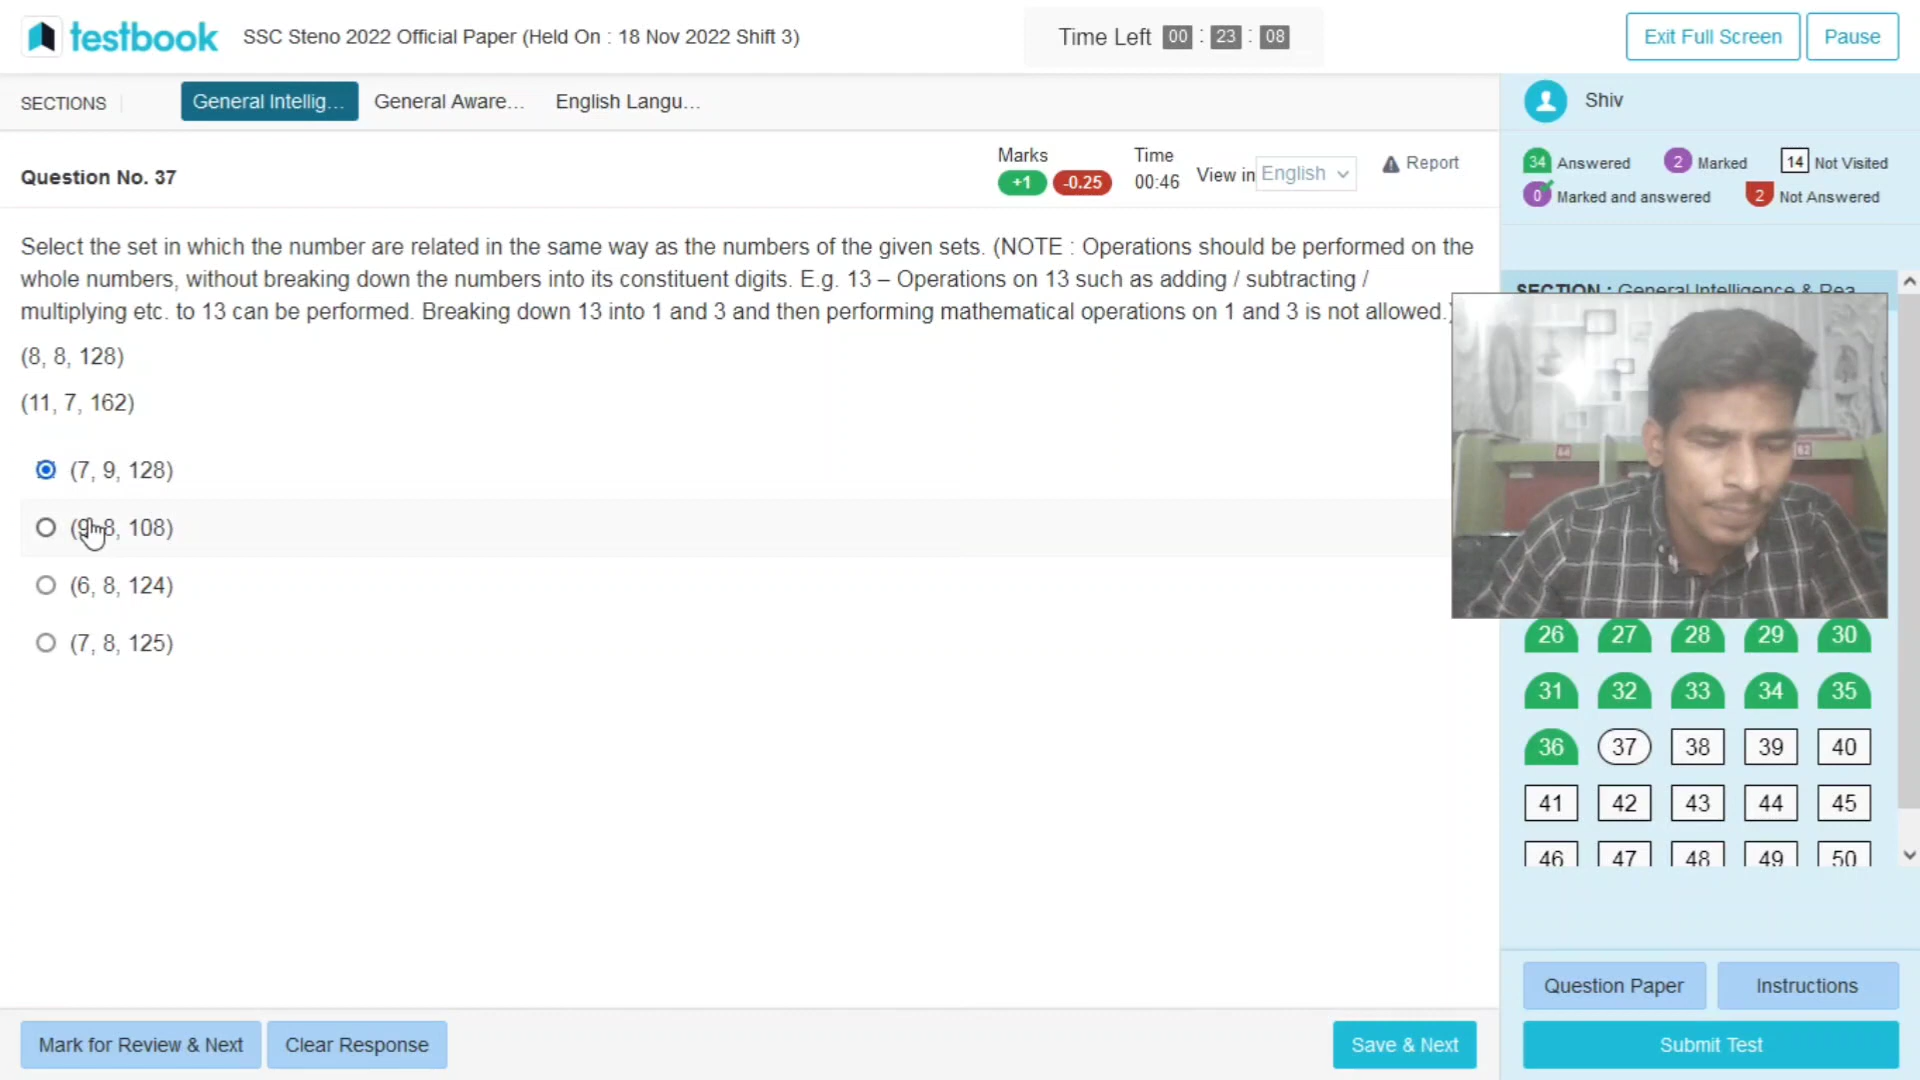 testbook SSC Steno 2022 Official Paper (Held On : 18 Nov 2022 Shift 3) Time Left 00 : 23 : 08 Exit Full Screen Pause
SECTIONS General Intellig... General Aware... English Langu... Shiv
Question No. 37 Marks +1 -0.25 Time 00:46 View in English Report
34 Answered 2 Marked 14 Not Visited
0 Marked and answered 2 Not Answered
Select the set in which the number are related in the same way as the numbers of the given sets. (NOTE : Operations should be performed on the
whole numbers, without breaking down the numbers into its constituent digits. E.g. 13 – Operations on 13 such as adding / subtracting /
multiplying etc. to 13 can be performed. Breaking down 13 into 1 and 3 and then performing mathematical operations on 1 and 3 is not allowed.)
(8, 8, 128)
(11, 7, 162)
(7, 9, 128)
8, 108)
(6, 8, 124)
(7, 8, 125)
SECTION : General Intelligence & Rea
26 27 28 29 30
31 32 33 34 35
36 37 38 39 40
41 42 43 44 45
46 47 48 49 50
Question Paper Instructions
Mark for Review & Next Clear Response Save & Next Submit Test